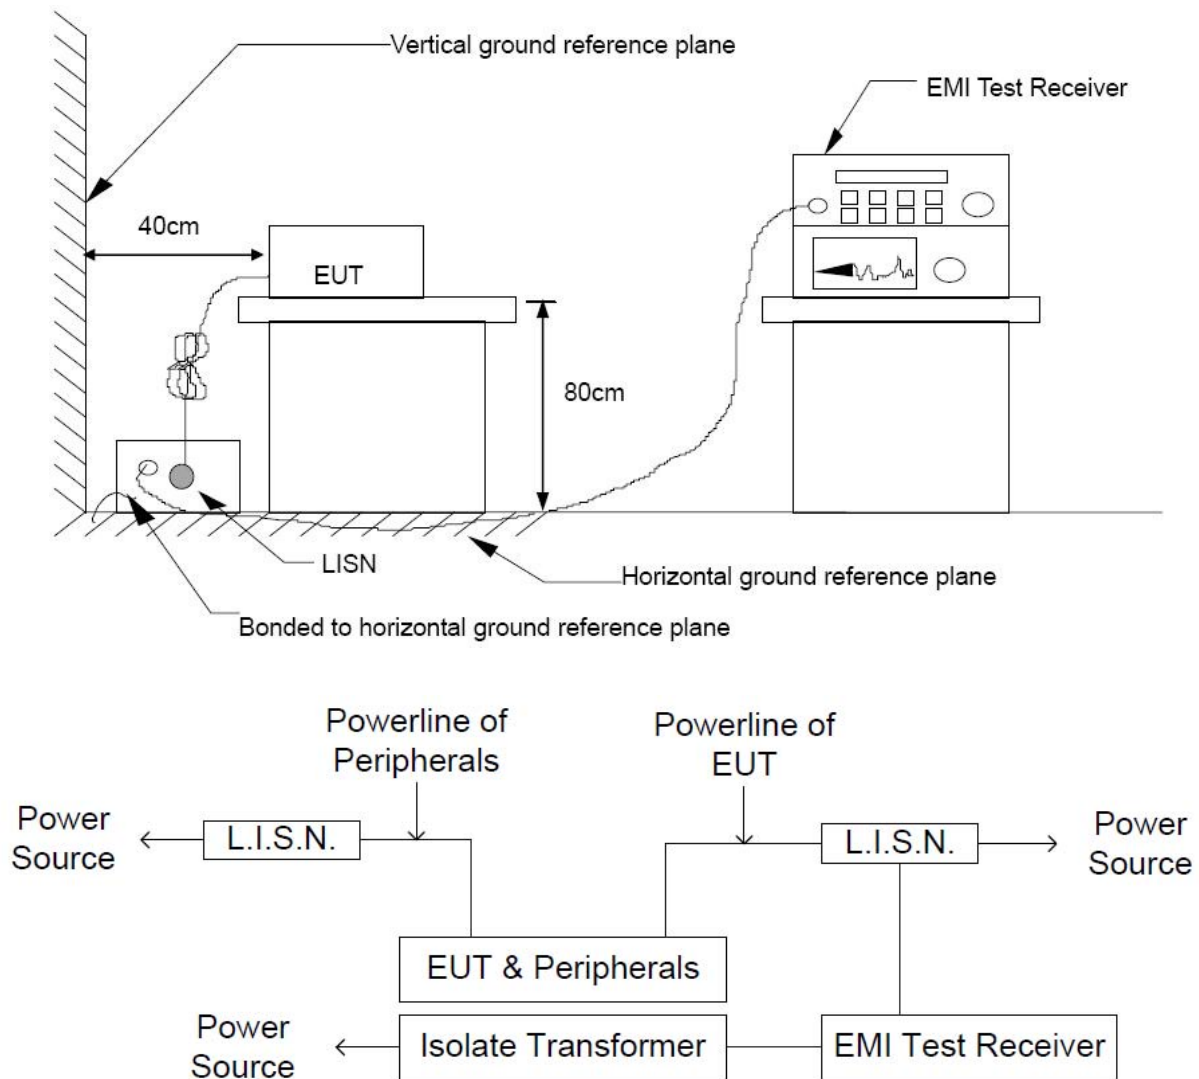 Vertical ground reference plane
EMI Test Receiver
40cm
EUT
80cm
LISN
Horizontal ground reference plane
Bonded to horizontal ground reference plane
Powerline of
Peripherals
Powerline of
EUT
Power
Source
L.I.S.N.
L.I.S.N.
Power
Source
EUT & Peripherals
Power
Source
Isolate Transformer
EMI Test Receiver